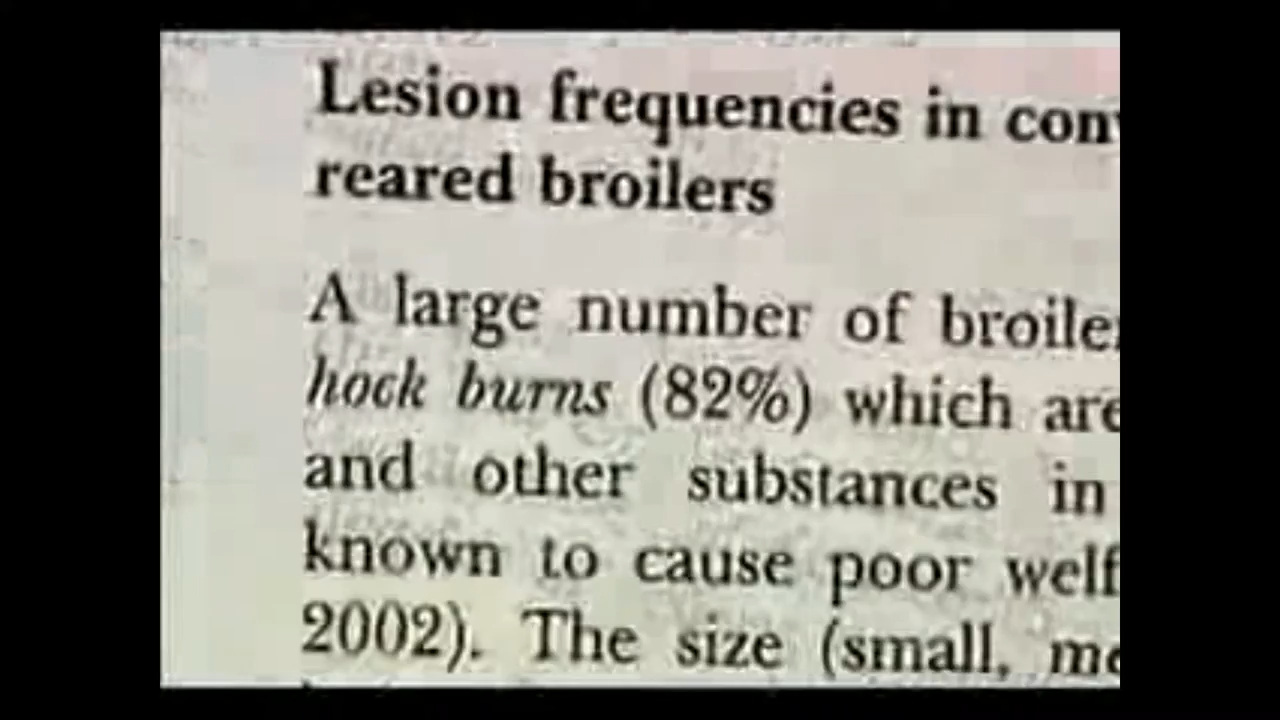 Lesion frequencies in con
reared broilers
A large number of broile
hock burns (82%) which are
and other substances in
known to cause poor welf
2002). The size (small, me